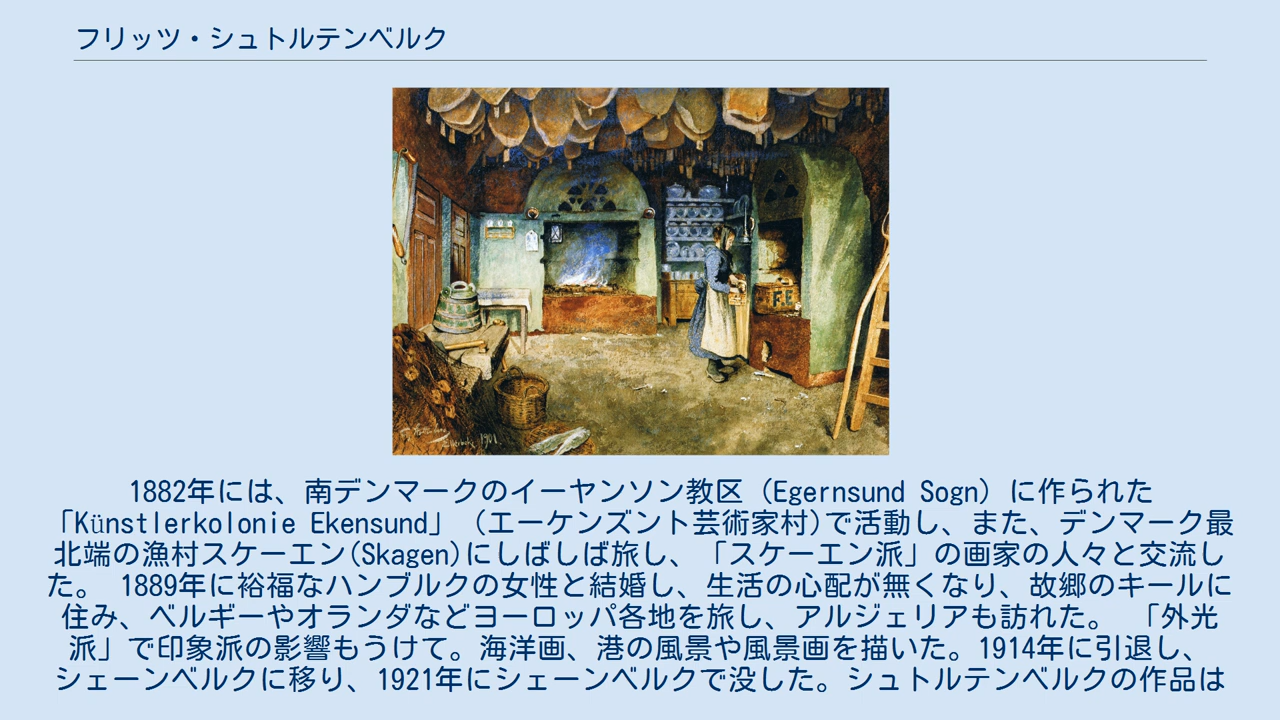 フリッツ・シュトルテンベルク
F.E.
1901
1882年には、南デンマークのイーヤンソン教区（Egernsund Sogn）に作られた
「Künstlerkolonie Ekensund」（エーケンズント芸術家村)で活動し、また、デンマーク最
北端の漁村スケーエン(Skagen)にしばしば旅し、「スケーエン派」の画家の人々と交流し
た。 1889年に裕福なハンブルクの女性と結婚し、生活の心配が無くなり、故郷のキールに
住み、ベルギーやオランダなどヨーロッパ各地を旅し、アルジェリアも訪れた。 「外光
派」で印象派の影響もうけて。海洋画、港の風景や風景画を描いた。1914年に引退し、
シェーンベルクに移り、1921年にシェーンベルクで没した。シュトルテンベルクの作品は